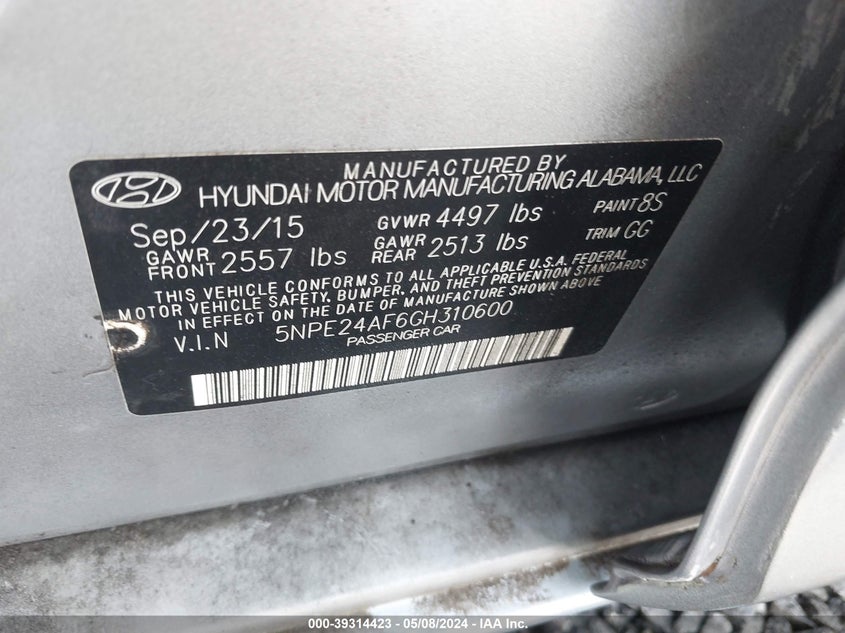 MANUFACTURED BY
HYUNDAI MOTOR MANUFACTURING ALABAMA, LLC
Sep/23/15 GVWR 4497 lbs PAINT 8S
GAWR FRONT 2557 lbs GAWR REAR 2513 lbs TRIM GG
THIS VEHICLE CONFORMS TO ALL APPLICABLE U.S.A. FEDERAL
MOTOR VEHICLE SAFETY, BUMPER, AND THEFT PREVENTION STANDARDS
IN EFFECT ON THE DATE OF MANUFACTURE SHOWN ABOVE.
V.I.N 5NPE24AF6GH310600
PASSENGER CAR
000-39314423 - 05/08/2024 - IAA Inc.